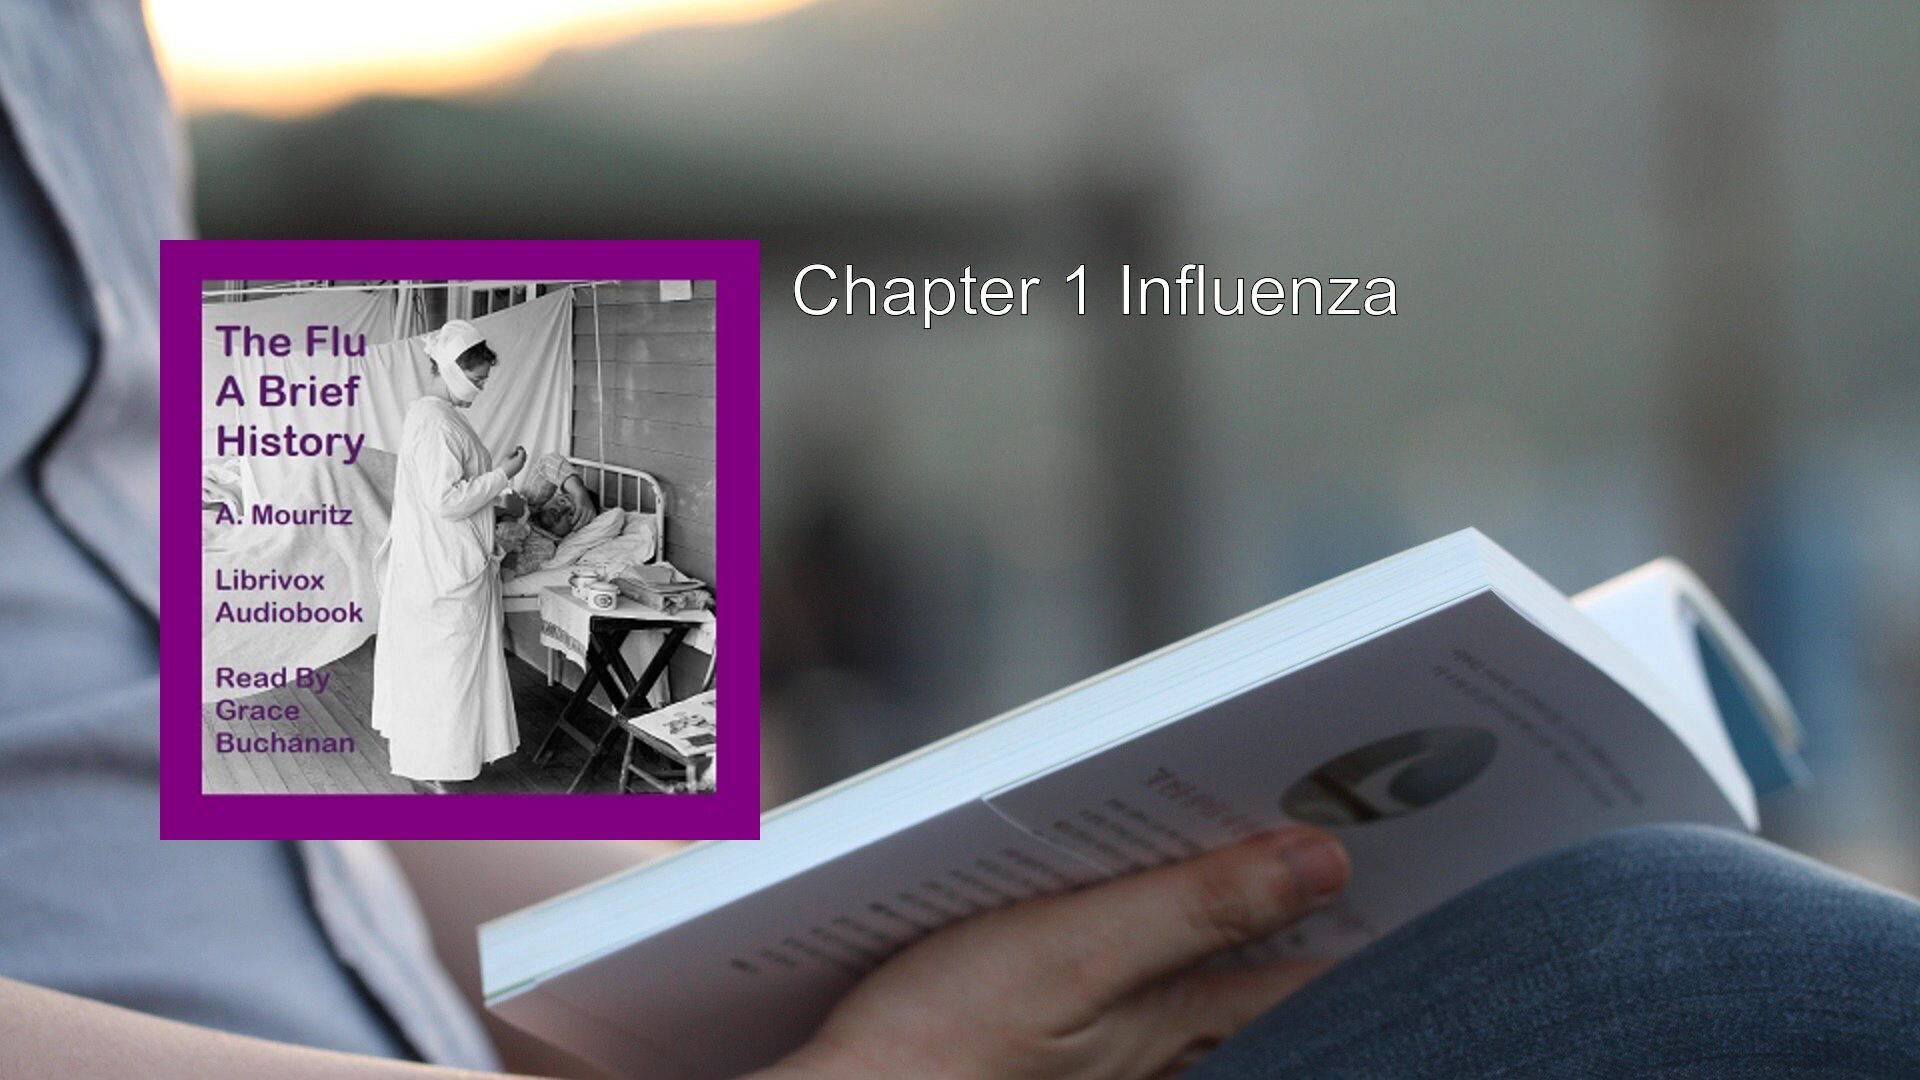 The Flu
A Brief
History
A. Mouritz
Librivox
Audiobook
Read By
Grace
Buchanan
Chapter 1 Influenza